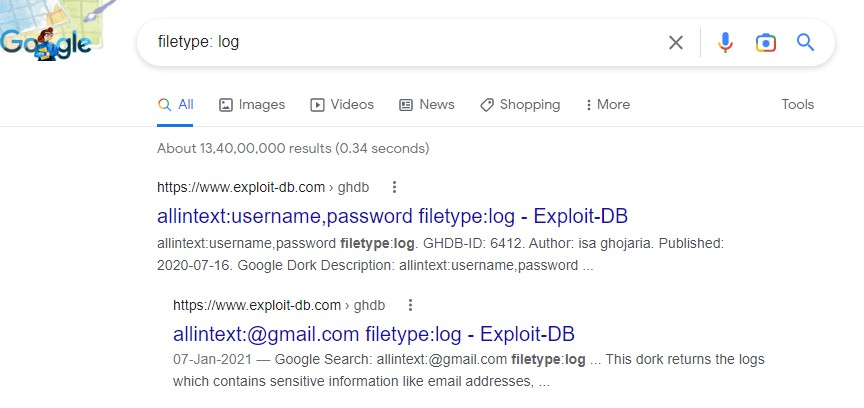 Google
filetype: log
All Images Videos News Shopping More Tools
About 13,40,00,000 results (0.34 seconds)
https://www.exploit-db.com › ghdb
allintext:username,password filetype:log - Exploit-DB
allintext:username,password filetype:log. GHDB-ID: 6412. Author: isa ghojaria. Published:
2020-07-16. Google Dork Description: allintext:username,password ...
https://www.exploit-db.com › ghdb
allintext:@gmail.com filetype:log - Exploit-DB
07-Jan-2021 — Google Search: allintext:@gmail.com filetype:log ... This dork returns the logs
which contains sensitive information like email addresses, ...